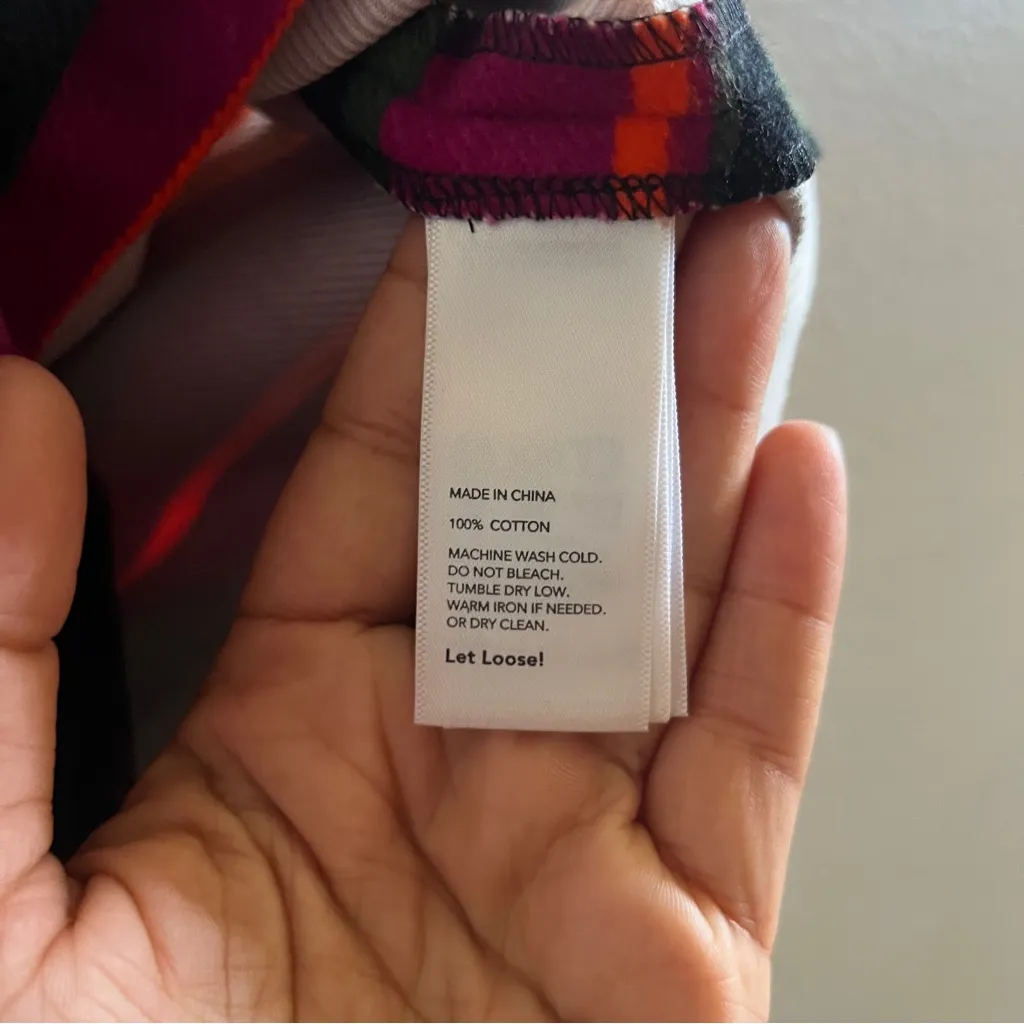 MADE IN CHINA
100% COTTON
MACHINE WASH COLD.
DO NOT BLEACH.
TUMBLE DRY LOW.
WARM IRON IF NEEDED.
OR DRY CLEAN.
Let Loose!